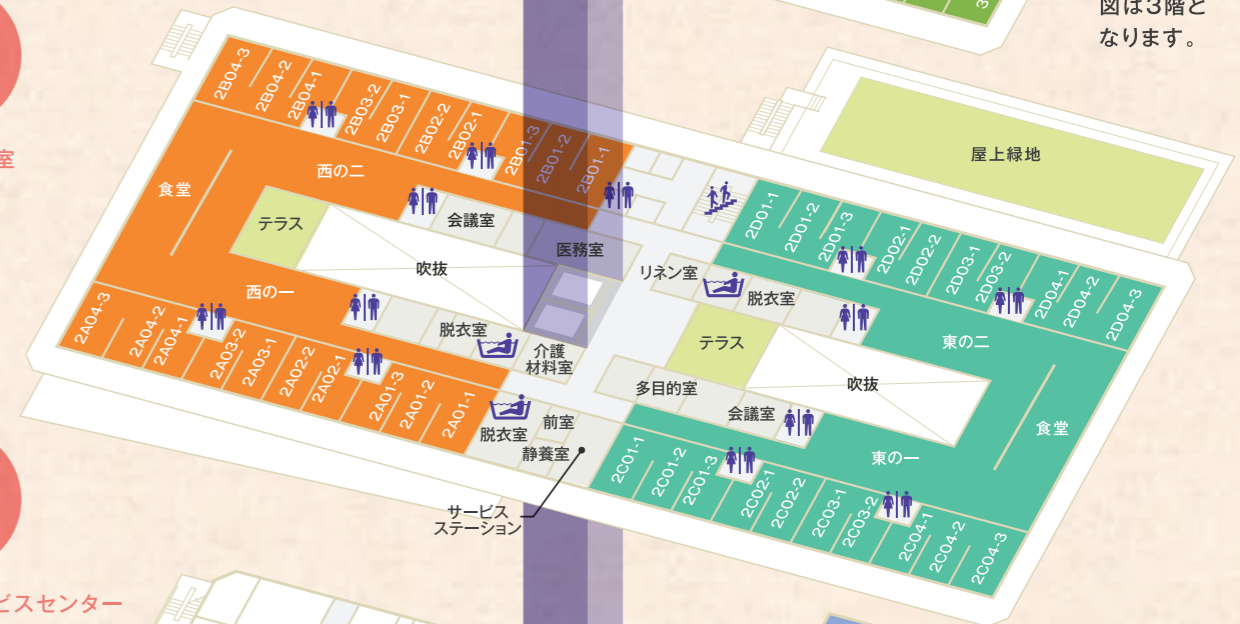 図は3階と
なります。
3
室
2B04-3
2B04-2
2B04-1
2B03-2
2B03-1
2B02-2
2B02-1
2B01-3
2B01-2
2B01-1
西の二
食堂
テラス
会議室
医務室
吹抜
西の一
脱衣室
介護
材料室
2A04-3
2A04-2
2A04-1
2A03-2
2A03-1
2A02-2
2A02-1
2A01-3
2A01-2
2A01-1
脱衣室
前室
静養室
サービス
ステーション
屋上緑地
2D01-1
2D01-2
2D01-3
2D02-1
2D02-2
2D03-1
2D03-2
2D04-1
2D04-2
2D04-3
リネン室
脱衣室
東の二
テラス
吹抜
多目的室
会議室
食堂
東の一
2C01-1
2C01-2
2C01-3
2C02-1
2C02-2
2C03-1
2C03-2
2C04-1
2C04-2
2C04-3
ビスセンター